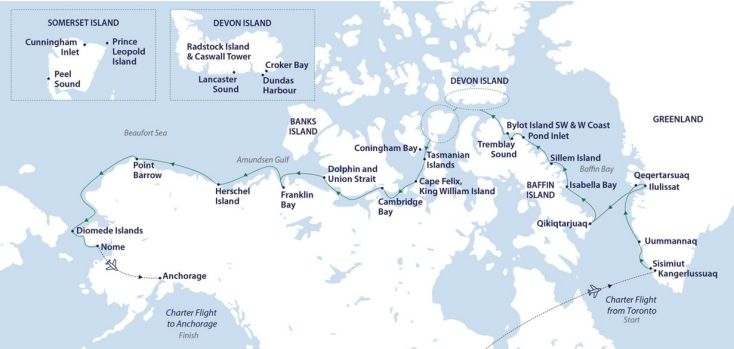 SOMERSET ISLAND
Cunningham
Inlet
Prince
Leopold
Island
Peel
Sound
DEVON ISLAND
Radstock Island
& Caswall Tower
Croker Bay
Lancaster
Sound
Dundas
Harbour
DEVON ISLAND
BANKS
ISLAND
GREENLAND
Beaufort Sea
Amundsen Gulf
Baffin Bay
BAFFIN
ISLAND
Bylot Island SW & W Coast
Pond Inlet
Tremblay
Sound
Sillem Island
Isabella Bay
Qikiqtarjuaq
Qeqertarsuaq
Ilulissat
Uummannaq
Sisimiut
Kangerlussuaq
Coningham Bay
Tasmanian
Islands
Cape Felix,
King William Island
Cambridge
Bay
Dolphin and
Union Strait
Franklin
Bay
Herschel
Island
Point
Barrow
Diomede Islands
Nome
Anchorage
Charter Flight
to Anchorage
Finish
Charter Flight
from Toronto
Start